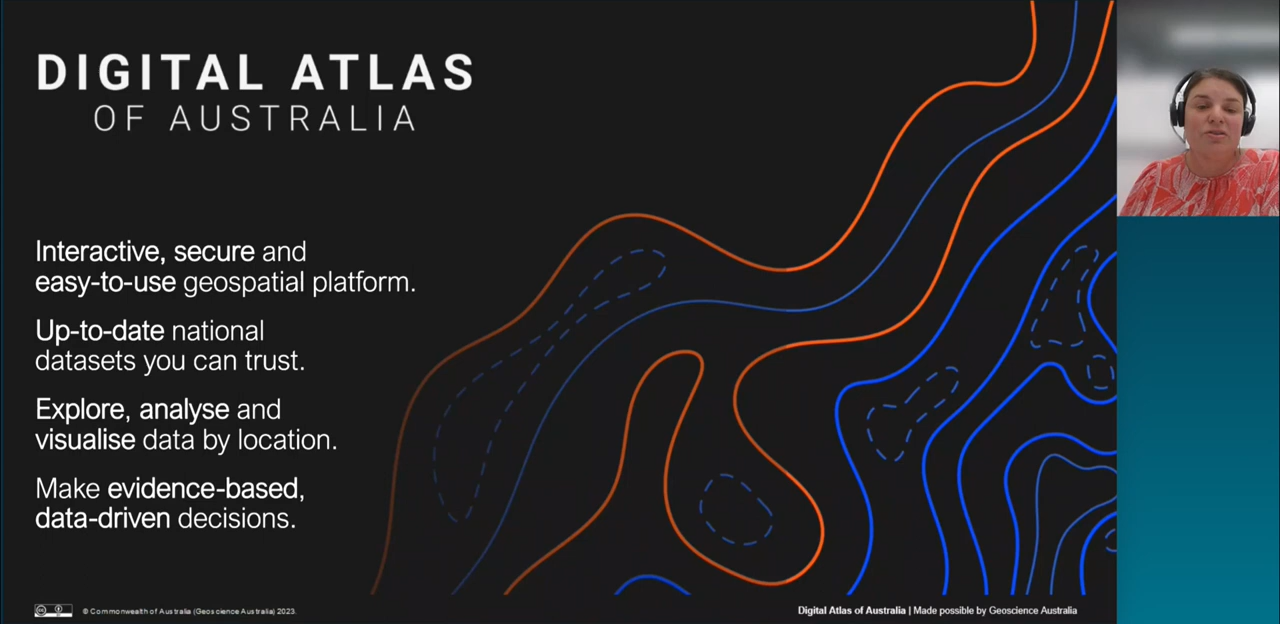 DIGITAL ATLAS
OF AUSTRALIA
Interactive, secure and
easy-to-use geospatial platform.
Up-to-date national
datasets you can trust.
Explore, analyse and
visualise data by location.
Make evidence-based,
data-driven decisions.
© Commonwealth of Australia (Geoscience Australia) 2023.
Digital Atlas of Australia | Made possible by Geoscience Australia